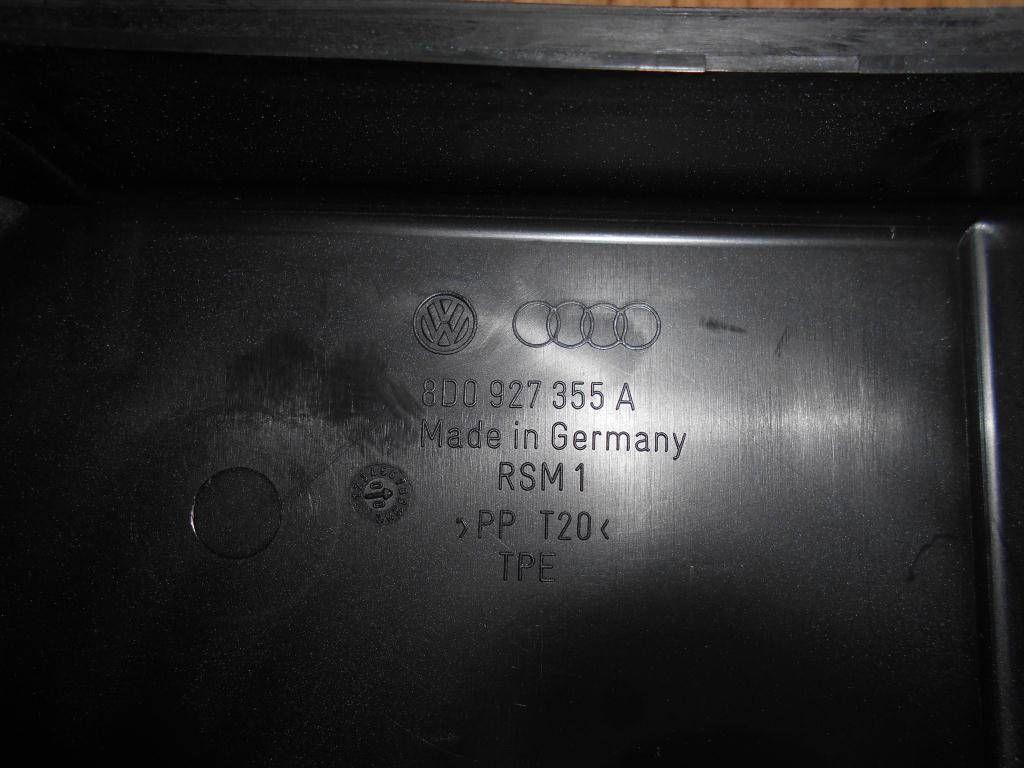 8D0 927 355 A
Made in Germany
RSM 1
>PP T20<
TPE